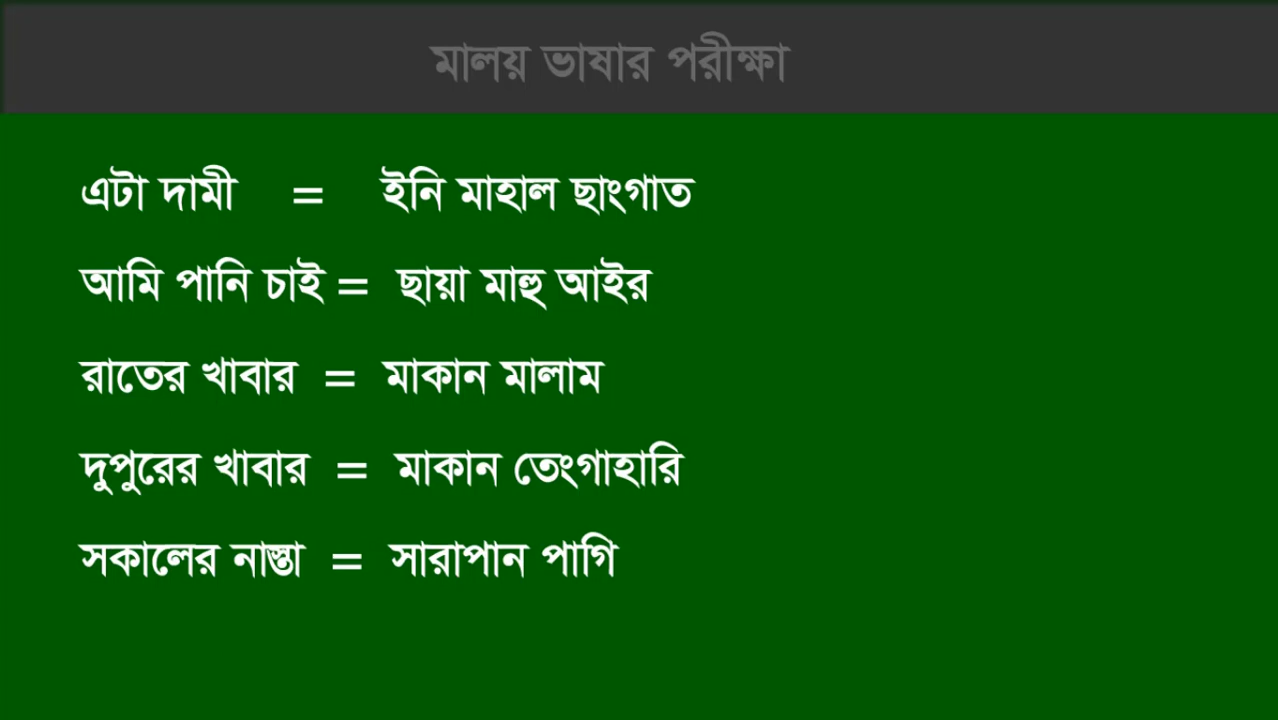 মালয় ভাষার পরীক্ষা
এটা দামী = ইনি মাহাল ছাংগাত
আমি পানি চাই = ছায়া মাহু আইর
রাতের খাবার = মাকান মালাম
দুপুরের খাবার = মাকান তেংগাহারি
সকালের নাস্তা = সারাপান পাগি